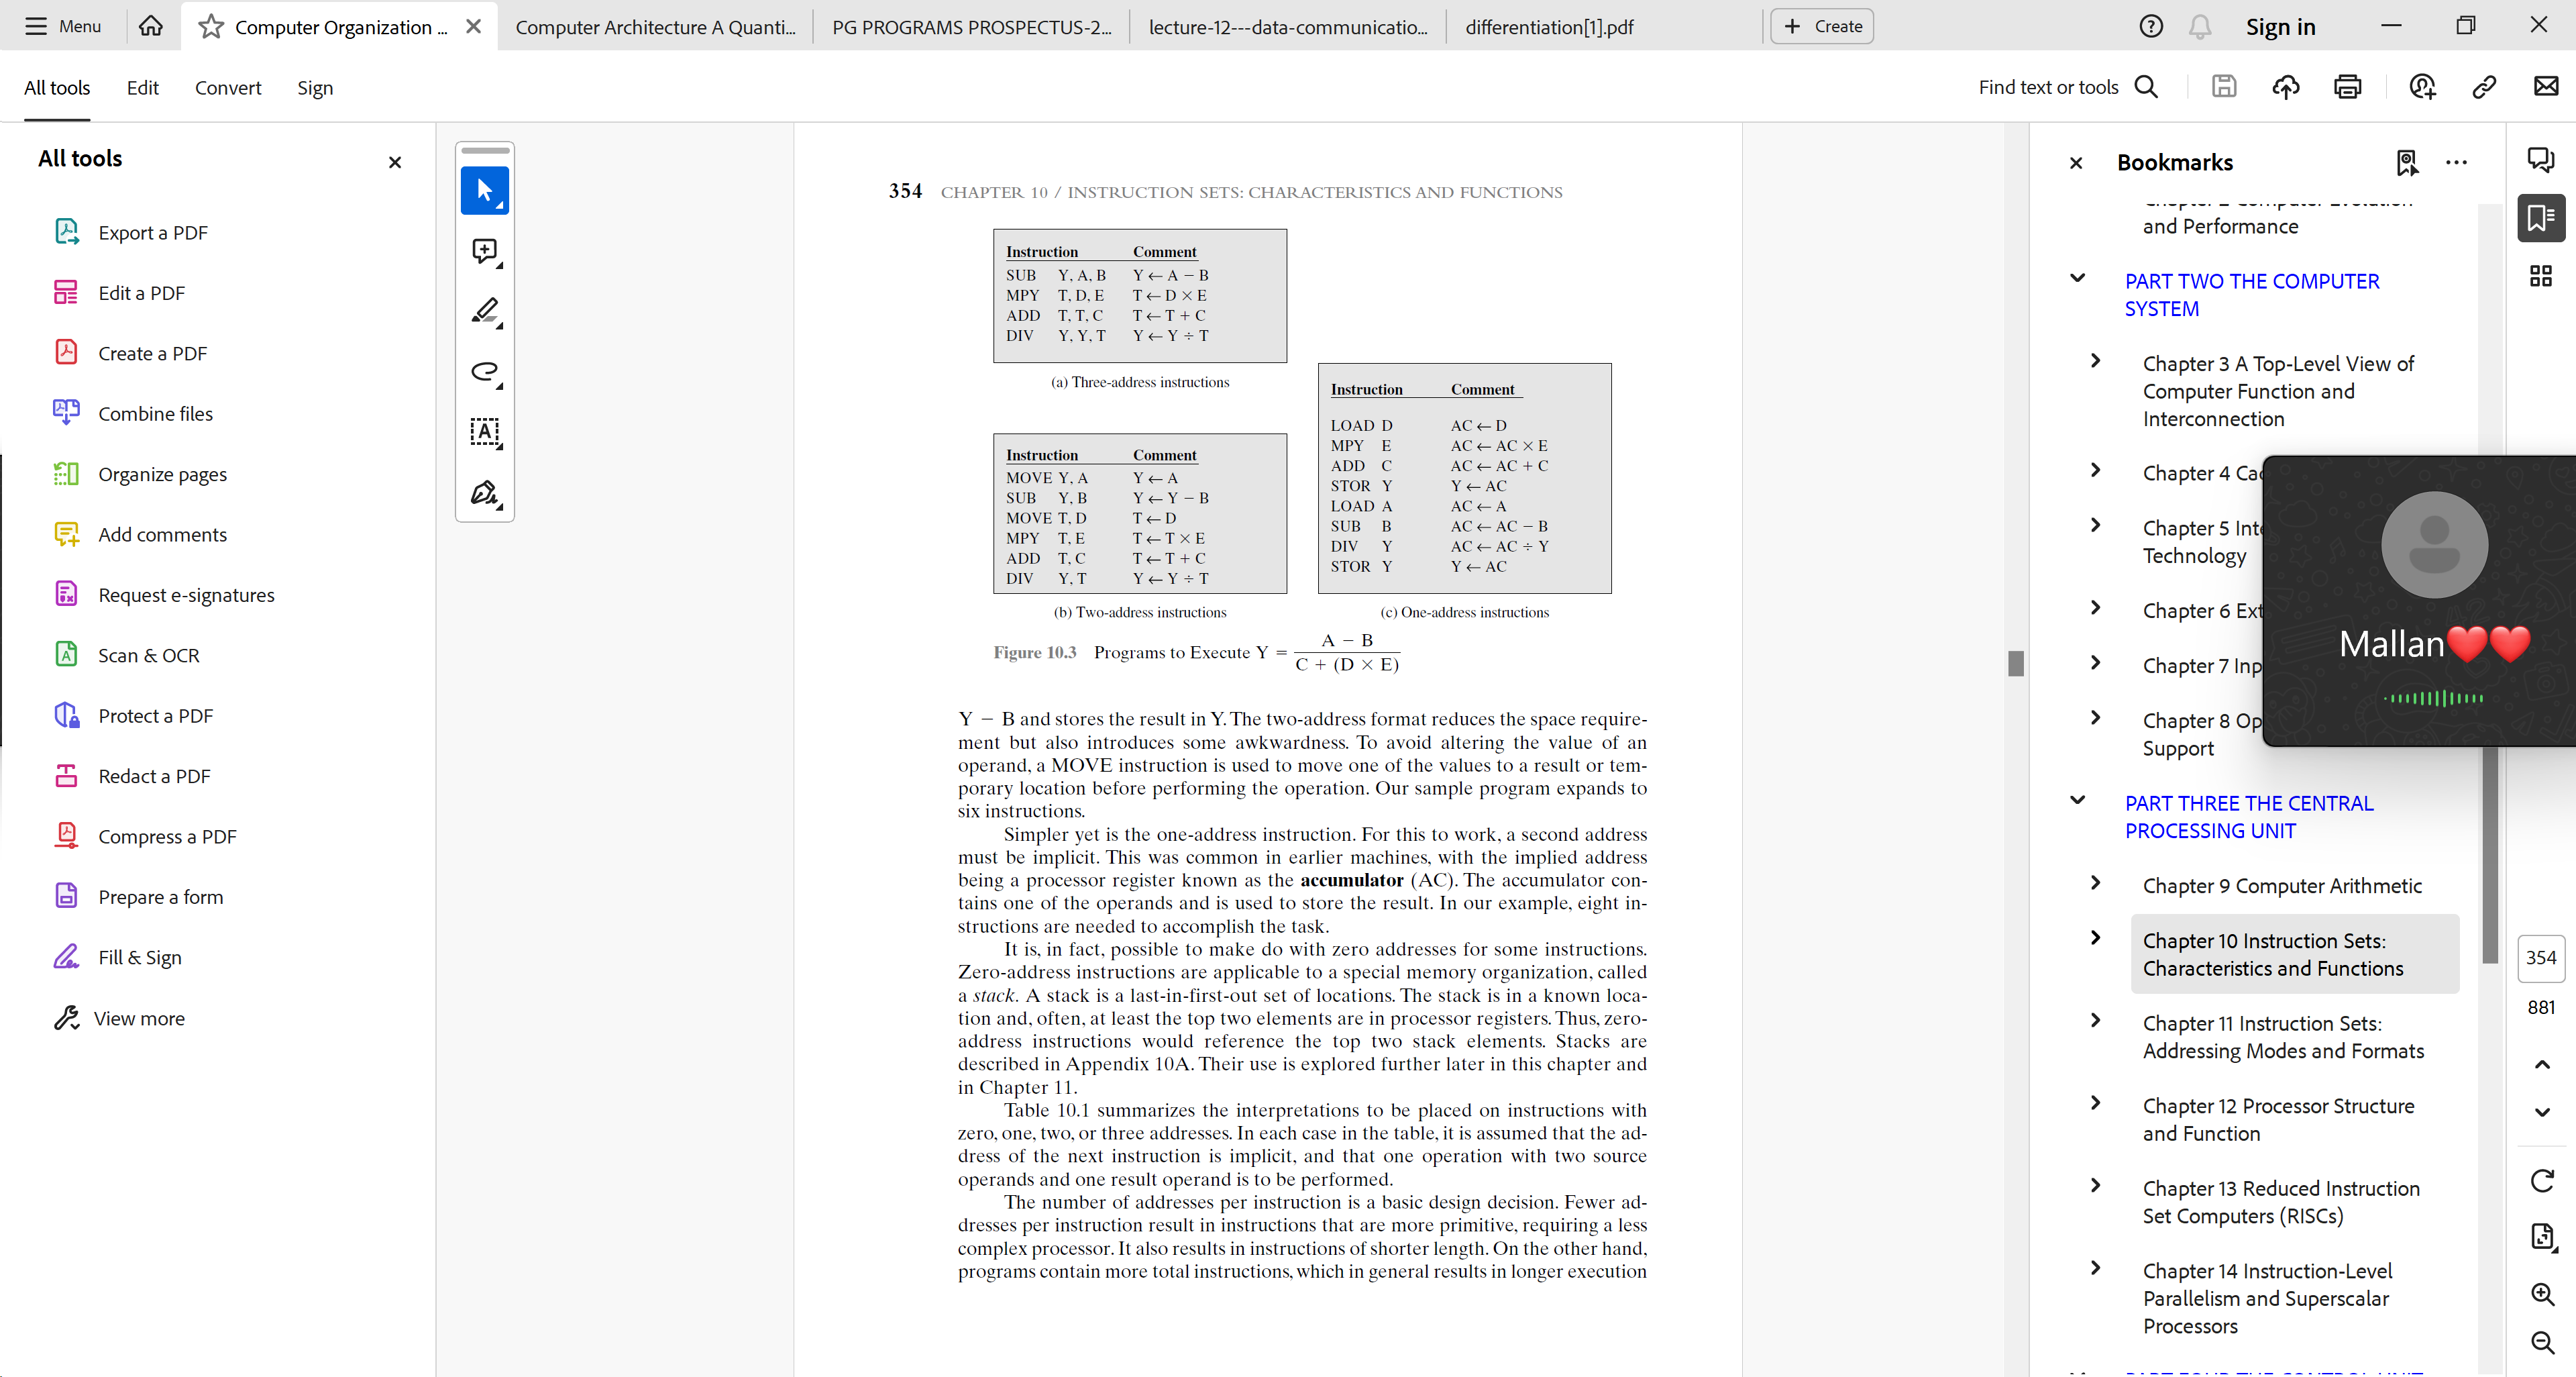 Menu
Computer Organization ...
Computer Architecture A Quanti...
PG PROGRAMS PROSPECTUS-2...
lecture-12---data-communicatio...
differentiation[1].pdf
Create
Sign in
All tools
Edit
Convert
Sign
Find text or tools
All tools
Export a PDF
Edit a PDF
Create a PDF
Combine files
Organize pages
Add comments
Request e-signatures
Scan & OCR
Protect a PDF
Redact a PDF
Compress a PDF
Prepare a form
Fill & Sign
View more
354 CHAPTER 10 / INSTRUCTION SETS: CHARACTERISTICS AND FUNCTIONS
Instruction Comment
SUB Y, A, B Y ← A − B
MPY T, D, E T ← D × E
ADD T, T, C T ← T + C
DIV Y, Y, T Y ← Y ÷ T
(a) Three-address instructions
Instruction Comment
MOVE Y, A Y ← A
SUB Y, B Y ← Y − B
MOVE T, D T ← D
MPY T, E T ← T × E
ADD T, C T ← T + C
DIV Y, T Y ← Y ÷ T
(b) Two-address instructions
Instruction Comment
LOAD D AC ← D
MPY E AC ← AC × E
ADD C AC ← AC + C
STOR Y Y ← AC
LOAD A AC ← A
SUB B AC ← AC − B
DIV Y AC ← AC ÷ Y
STOR Y Y ← AC
(c) One-address instructions
A − B
Figure 10.3 Programs to Execute Y =
C + (D × E)
Y − B and stores the result in Y. The two-address format reduces the space require-
ment but also introduces some awkwardness. To avoid altering the value of an
operand, a MOVE instruction is used to move one of the values to a result or tem-
porary location before performing the operation. Our sample program expands to
six instructions.
Simpler yet is the one-address instruction. For this to work, a second address
must be implicit. This was common in earlier machines, with the implied address
being a processor register known as the accumulator (AC). The accumulator con-
tains one of the operands and is used to store the result. In our example, eight in-
structions are needed to accomplish the task.
It is, in fact, possible to make do with zero addresses for some instructions.
Zero-address instructions are applicable to a special memory organization, called
a stack. A stack is a last-in-first-out set of locations. The stack is in a known loca-
tion and, often, at least the top two elements are in processor registers. Thus, zero-
address instructions would reference the top two stack elements. Stacks are
described in Appendix 10A. Their use is explored further later in this chapter and
in Chapter 11.
Table 10.1 summarizes the interpretations to be placed on instructions with
zero, one, two, or three addresses. In each case in the table, it is assumed that the ad-
dress of the next instruction is implicit, and that one operation with two source
operands and one result operand is to be performed.
The number of addresses per instruction is a basic design decision. Fewer ad-
dresses per instruction result in instructions that are more primitive, requiring a less
complex processor. It also results in instructions of shorter length. On the other hand,
programs contain more total instructions, which in general results in longer execution
Bookmarks
and Performance
PART TWO THE COMPUTER
SYSTEM
Chapter 3 A Top-Level View of
Computer Function and
Interconnection
Chapter 4 Cac
Chapter 5 Inte
Technology
Chapter 6 Ext
Chapter 7 Inp
Chapter 8 Op
Support
PART THREE THE CENTRAL
PROCESSING UNIT
Chapter 9 Computer Arithmetic
Chapter 10 Instruction Sets:
Characteristics and Functions
Chapter 11 Instruction Sets:
Addressing Modes and Formats
Chapter 12 Processor Structure
and Function
Chapter 13 Reduced Instruction
Set Computers (RISCs)
Chapter 14 Instruction-Level
Parallelism and Superscalar
Processors
Mallan❤️❤️
354
881